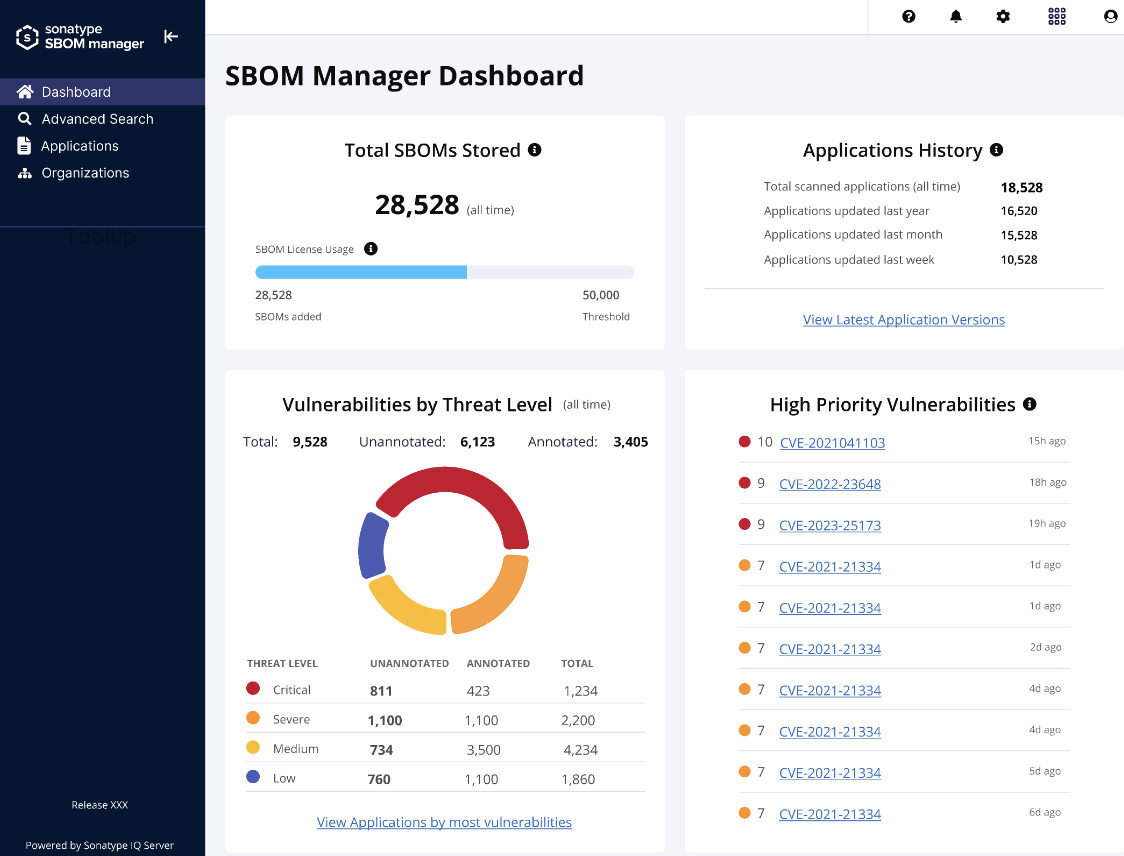 sonatype
SBOM manager
Dashboard
Advanced Search
Applications
Organizations
Tooltip
Release XXX
Powered by Sonatype IQ Server
SBOM Manager Dashboard
Total SBOMs Stored
28,528 (all time)
SBOM License Usage
28,528 50,000
SBOMs added Threshold
Applications History
Total scanned applications (all time) 18,528
Applications updated last year 16,520
Applications updated last month 15,528
Applications updated last week 10,528
View Latest Application Versions
Vulnerabilities by Threat Level (all time)
Total: 9,528 Unannotated: 6,123 Annotated: 3,405
THREAT LEVEL UNANNOTATED ANNOTATED TOTAL
Critical 811 423 1,234
Severe 1,100 1,100 2,200
Medium 734 3,500 4,234
Low 760 1,100 1,860
View Applications by most vulnerabilities
High Priority Vulnerabilities
10 CVE-2021041103 15h ago
9 CVE-2022-23648 18h ago
9 CVE-2023-25173 19h ago
7 CVE-2021-21334 1d ago
7 CVE-2021-21334 1d ago
7 CVE-2021-21334 2d ago
7 CVE-2021-21334 4d ago
7 CVE-2021-21334 4d ago
7 CVE-2021-21334 5d ago
7 CVE-2021-21334 6d ago